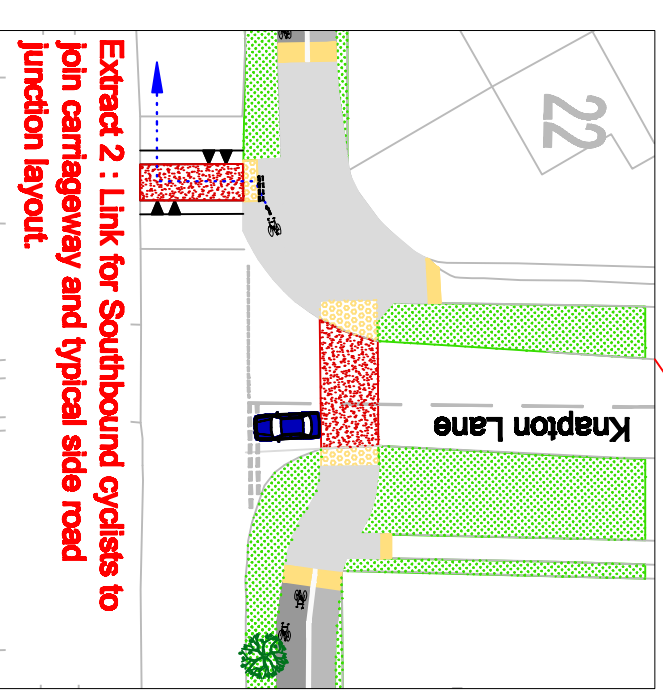 Extract 2 : Link for Southbound cyclists to
join carriageway and typical side road
junction layout.
22
Knapton Lane